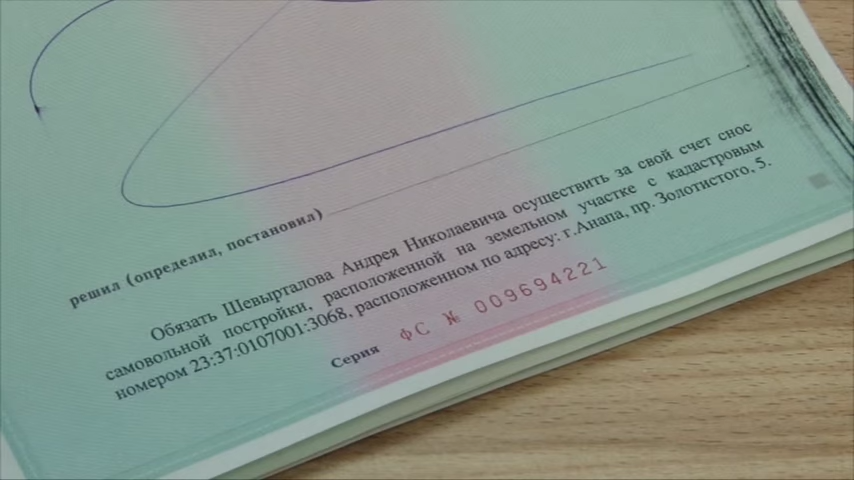 решил (определил, постановил)
Обязать Шевырталова Андрея Николаевича осуществить за свой счет снос
самовольной постройки, расположенной на земельном участке с кадастровым
номером 23:37:0107001:3068, расположенном по адресу: г.Анапа, пр. Золотистого, 5.
Серия ФС № 009694221